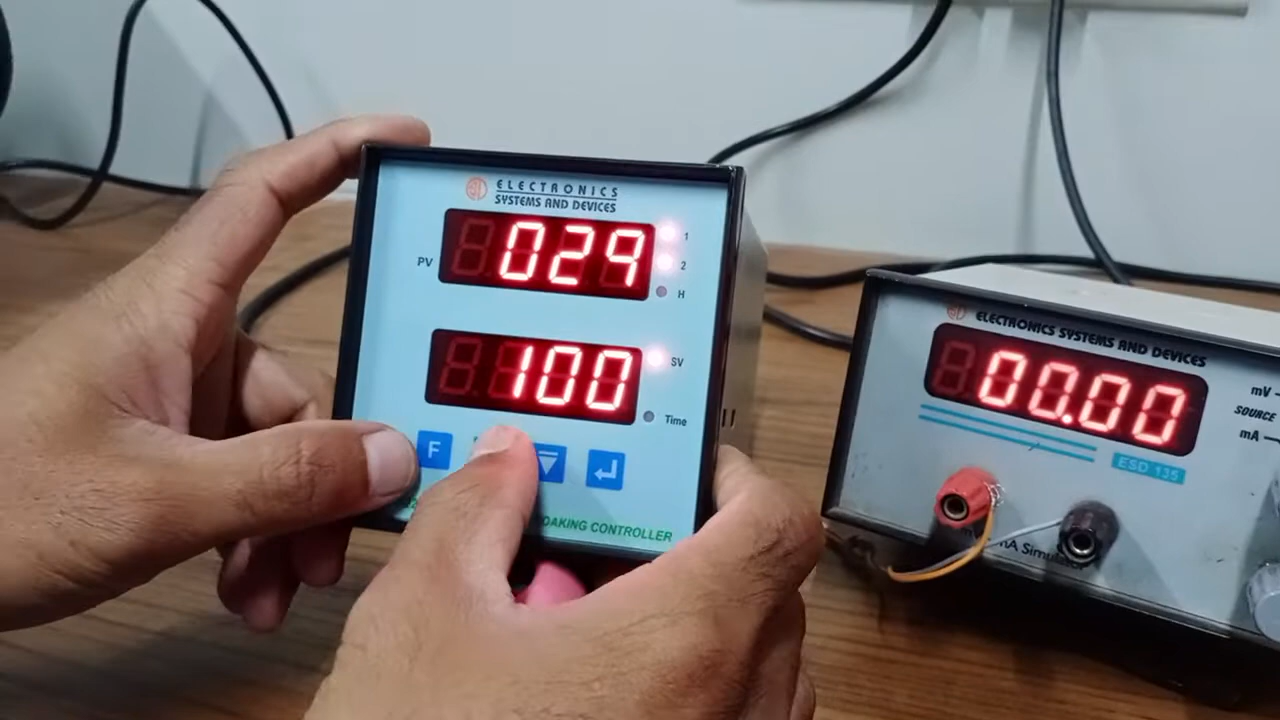 ELECTRONICS
SYSTEMS AND DEVICES
PV
029
1
2
H
100
SV
Time
F
OAKING CONTROLLER
ELECTRONICS SYSTEMS AND DEVICES
00.00
mV
SOURCE
mA
ESD 135
mA Simulator